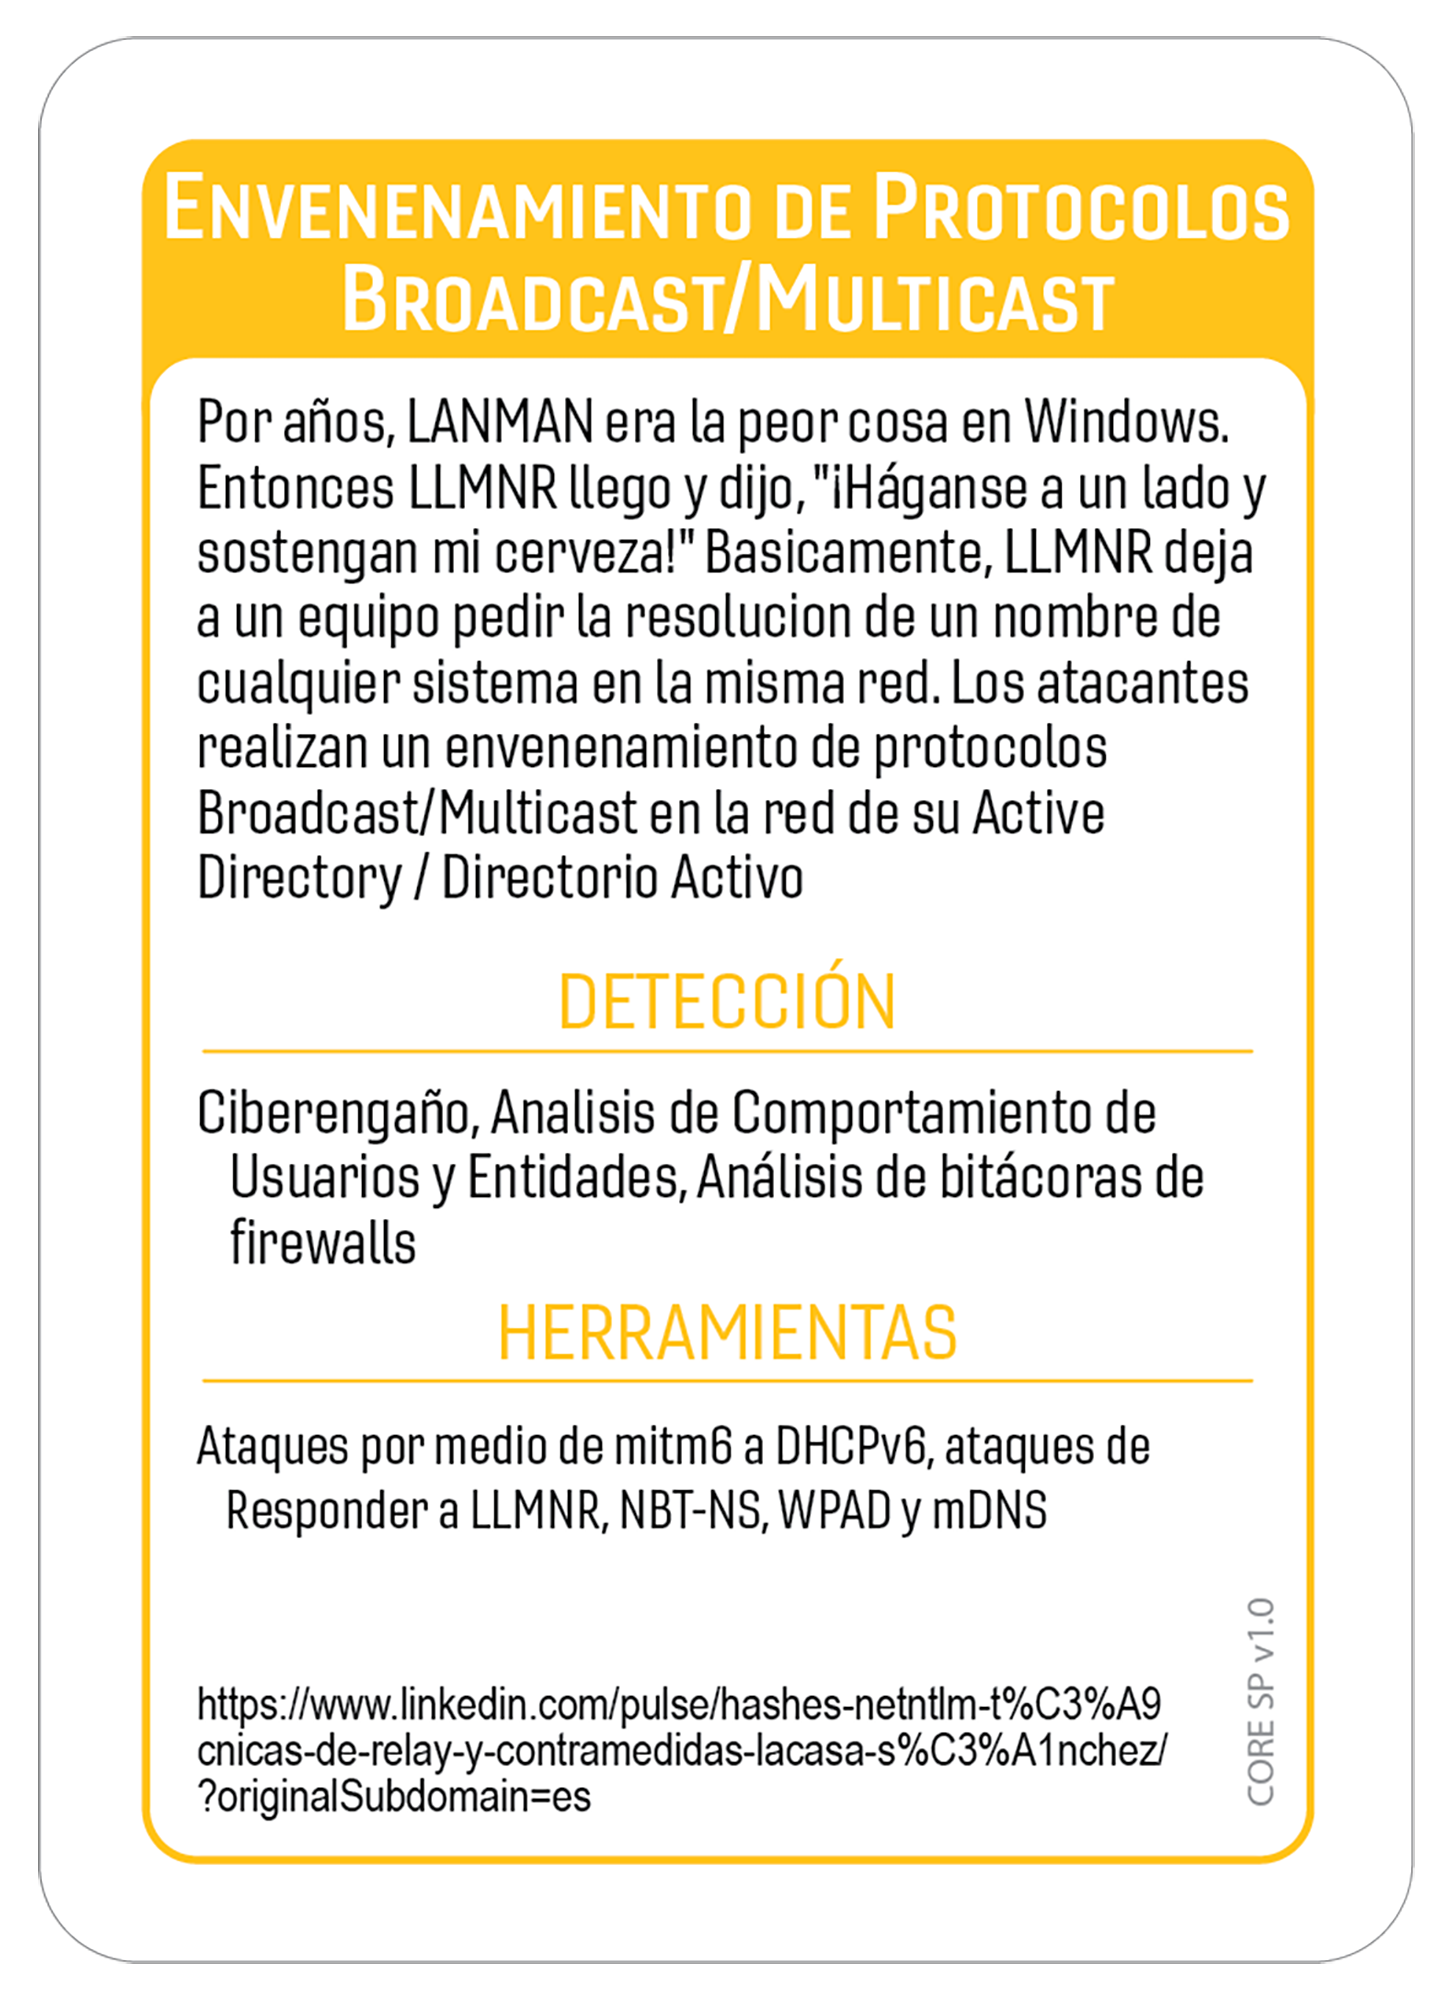 ENVENENAMIENTO DE PROTOCOLOS
BROADCAST/MULTICAST
Por años, LANMAN era la peor cosa en Windows.
Entonces LLMNR llego y dijo, "¡Háganse a un lado y
sostengan mi cerveza!" Basicamente, LLMNR deja
a un equipo pedir la resolucion de un nombre de
cualquier sistema en la misma red. Los atacantes
realizan un envenenamiento de protocolos
Broadcast/Multicast en la red de su Active
Directory / Directorio Activo
DETECCIÓN
Ciberengaño, Analisis de Comportamiento de
Usuarios y Entidades, Análisis de bitácoras de
firewalls
HERRAMIENTAS
Ataques por medio de mitm6 a DHCPv6, ataques de
Responder a LLMNR, NBT-NS, WPAD y mDNS
https://www.linkedin.com/pulse/hashes-netntlm-t%C3%A9
cnicas-de-relay-y-contramedidas-lacasa-s%C3%A1nchez/
?originalSubdomain=es
CORE SP v1.0